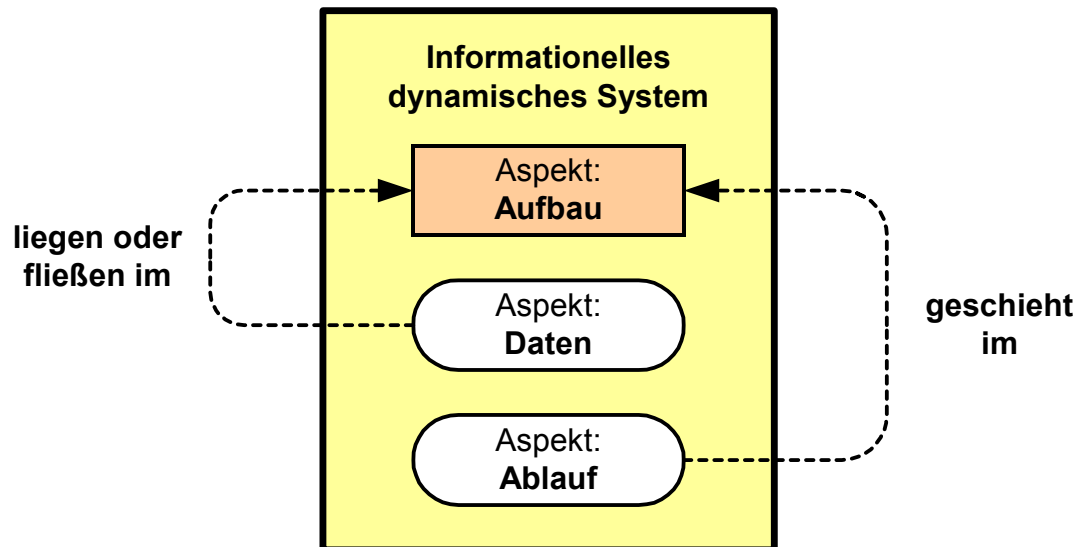 Informationelles
dynamisches System
Aspekt:
Aufbau
liegen oder
fließen im
Aspekt:
Daten
geschieht
im
Aspekt:
Ablauf